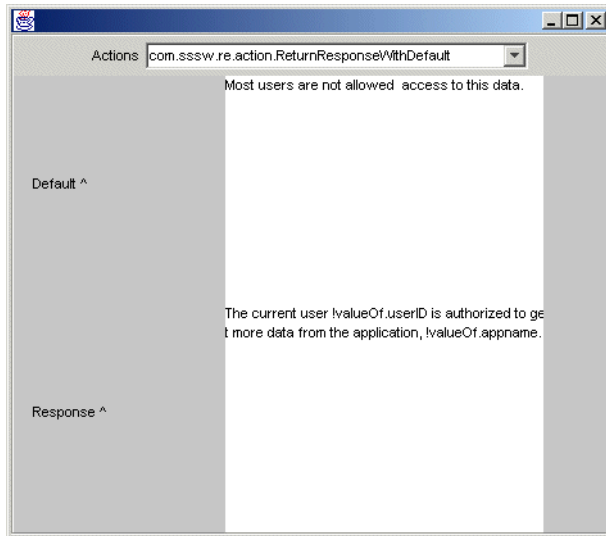 Actions com.sssw.re.action.ReturnResponseWithDefault
Most users are not allowed  access to this data.
Default ^
The current user !valueOf.userID is authorized to ge
t more data from the application, !valueOf.appname.
Response ^